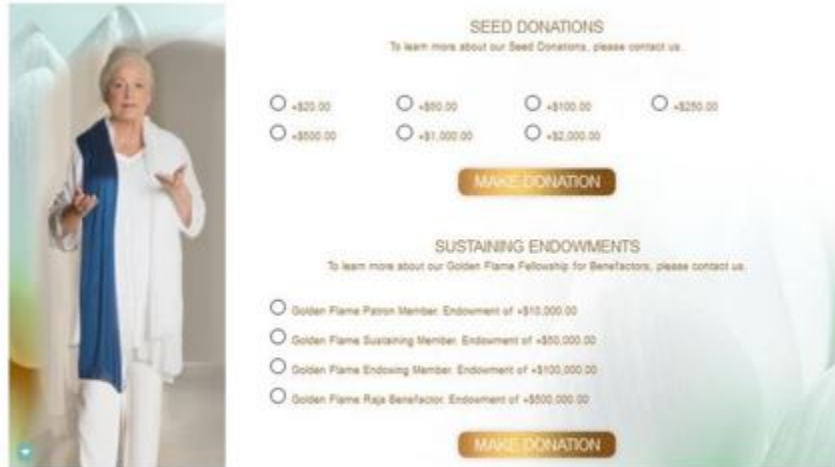 SEED DONATIONS
To learn more about our Seed Donations, please contact us.
+$20.00 +$50.00 +$100.00 +$250.00
+$500.00 +$1,000.00 +$2,000.00
MAKE DONATION
SUSTAINING ENDOWMENTS
To learn more about our Golden Flame Fellowship for Benefactors, please contact us.
Golden Flame Patron Member. Endowment of +$10,000.00
Golden Flame Sustaining Member. Endowment of +$50,000.00
Golden Flame Endowing Member. Endowment of +$100,000.00
Golden Flame Raja Benefactor. Endowment of +$500,000.00
MAKE DONATION